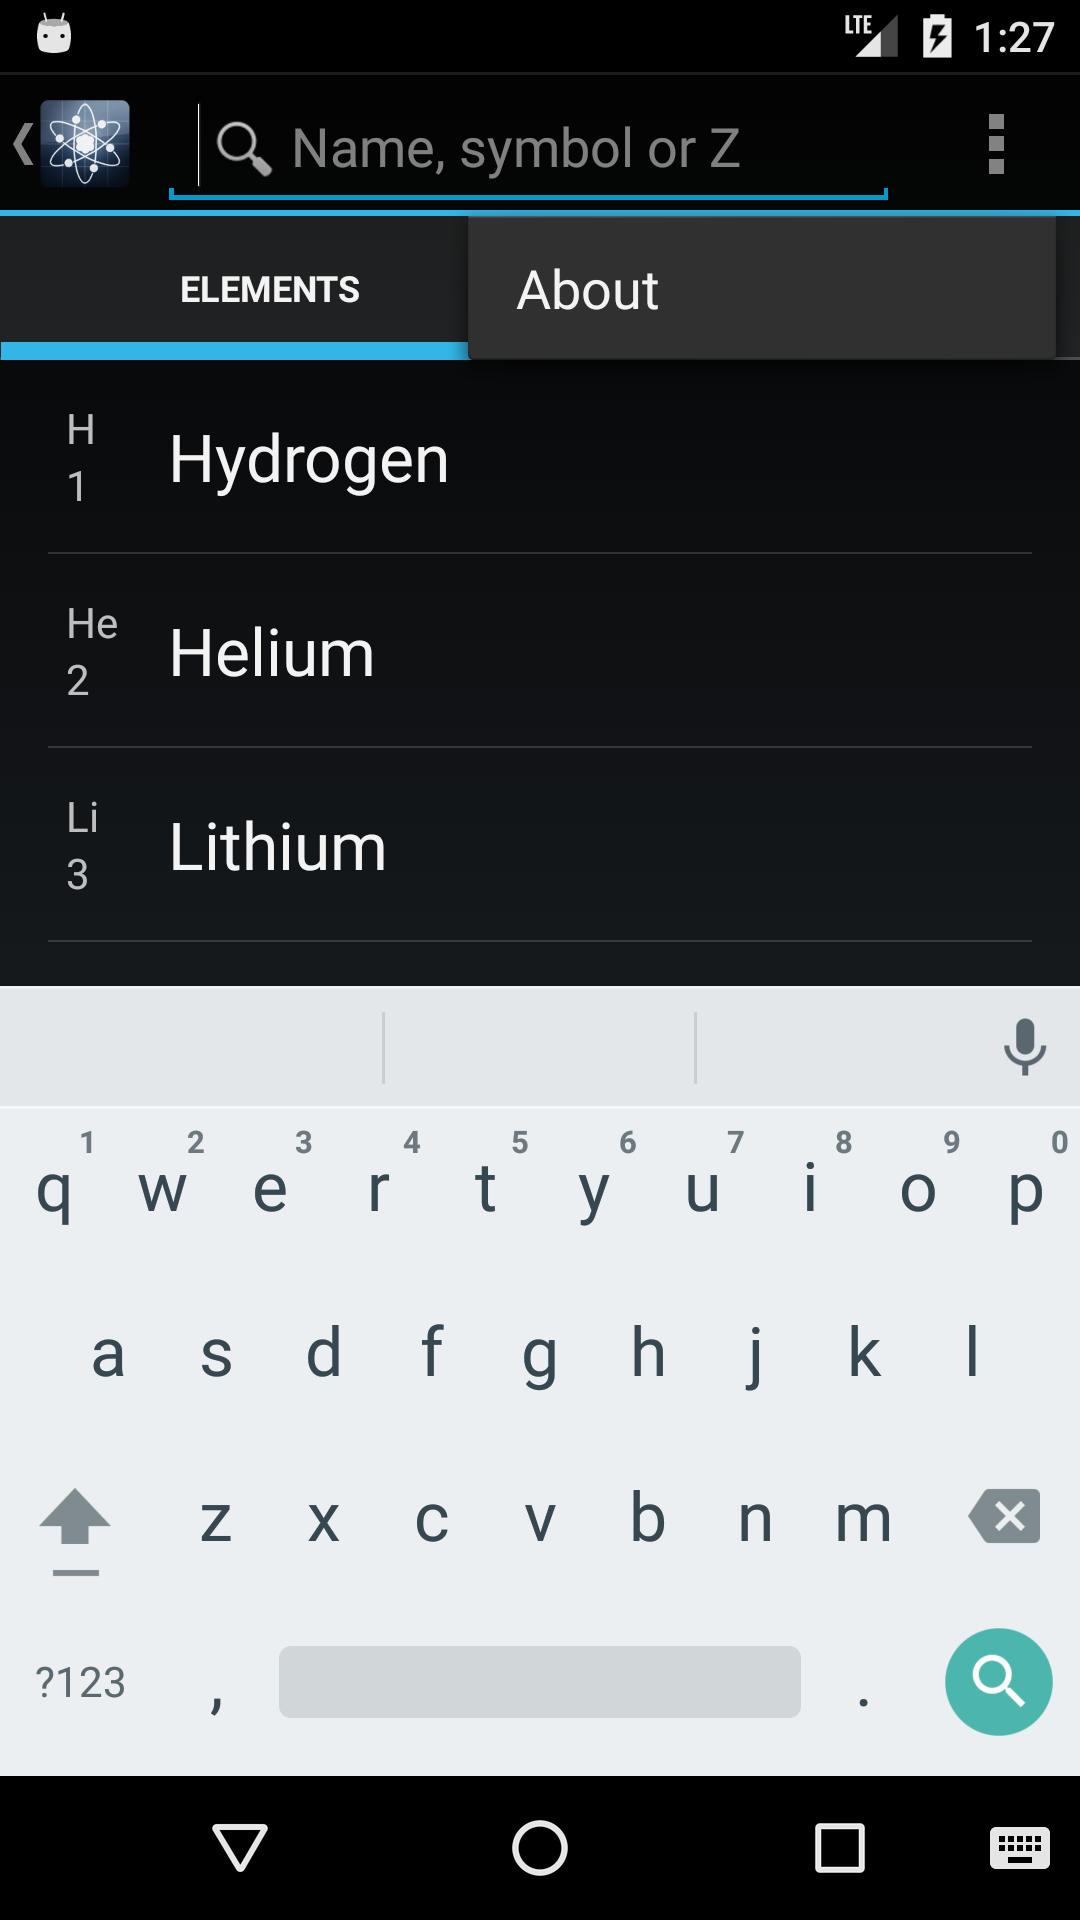 LTE 1:27
Name, symbol or Z
ELEMENTS
About
H
1
Hydrogen
He
2
Helium
Li
3
Lithium
1 2 3 4 5 6 7 8 9 0
q w e r t y u i o p
a s d f g h j k l
z x c v b n m
?123 , .